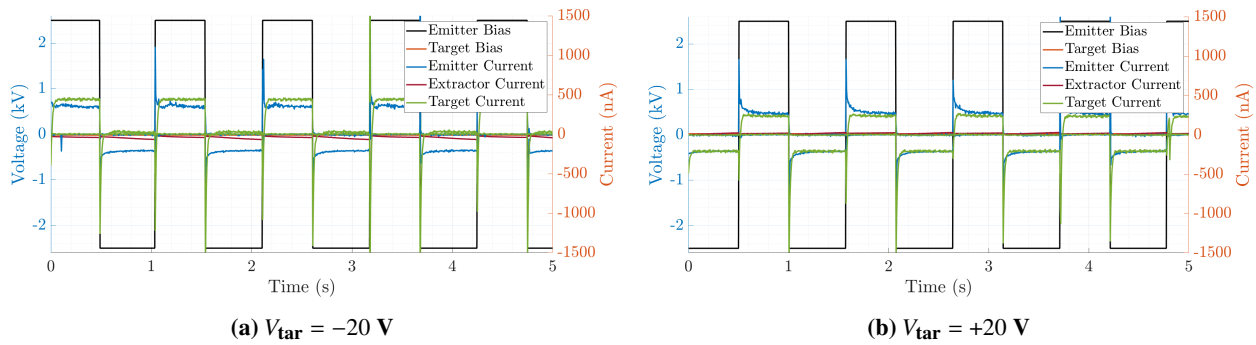 1500
1000
500
0
-500
-1000
-1500
2
1
0
-1
-2
Voltage (kV)
Current (nA)
Emitter Bias
Target Bias
Emitter Current
Extractor Current
Target Current
0 1 2 3 4 5
Time (s)
(a) V_tar = −20 V
1500
1000
500
0
-500
-1000
-1500
2
1
0
-1
-2
Voltage (kV)
Current (nA)
Emitter Bias
Target Bias
Emitter Current
Extractor Current
Target Current
0 1 2 3 4 5
Time (s)
(b) V_tar = +20 V